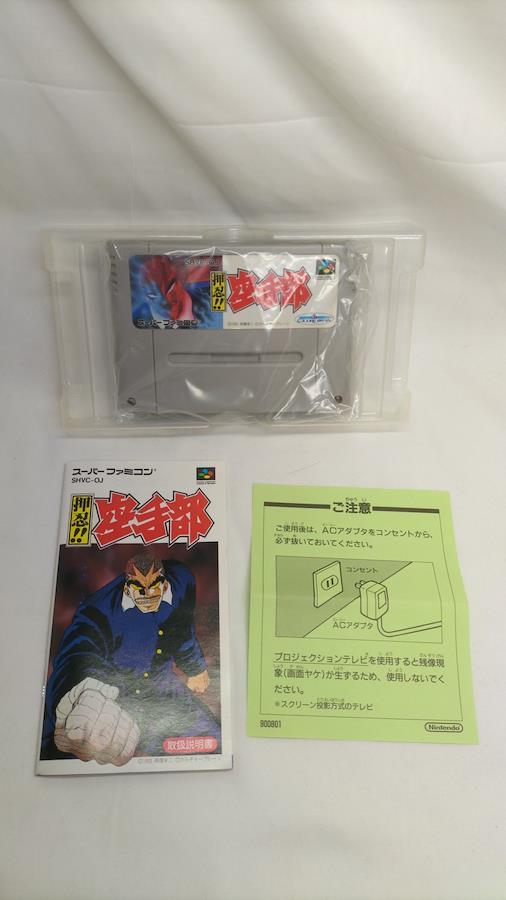 SHVC-OJ
押忍!!
空手部
スーパーファミコン
スーパーファミコン
SHVC-OJ
押忍!!
空手部
取扱説明書
ご注意
ご使用後は、ACアダプタをコンセントから、
必ず抜いておいてください。
コンセント
ACアダプタ
プロジェクションテレビを使用すると残像現
象(画面ヤケ)が生ずるため、使用しないでく
ださい。
※スクリーン投影方式のテレビ
900801
Nintendo